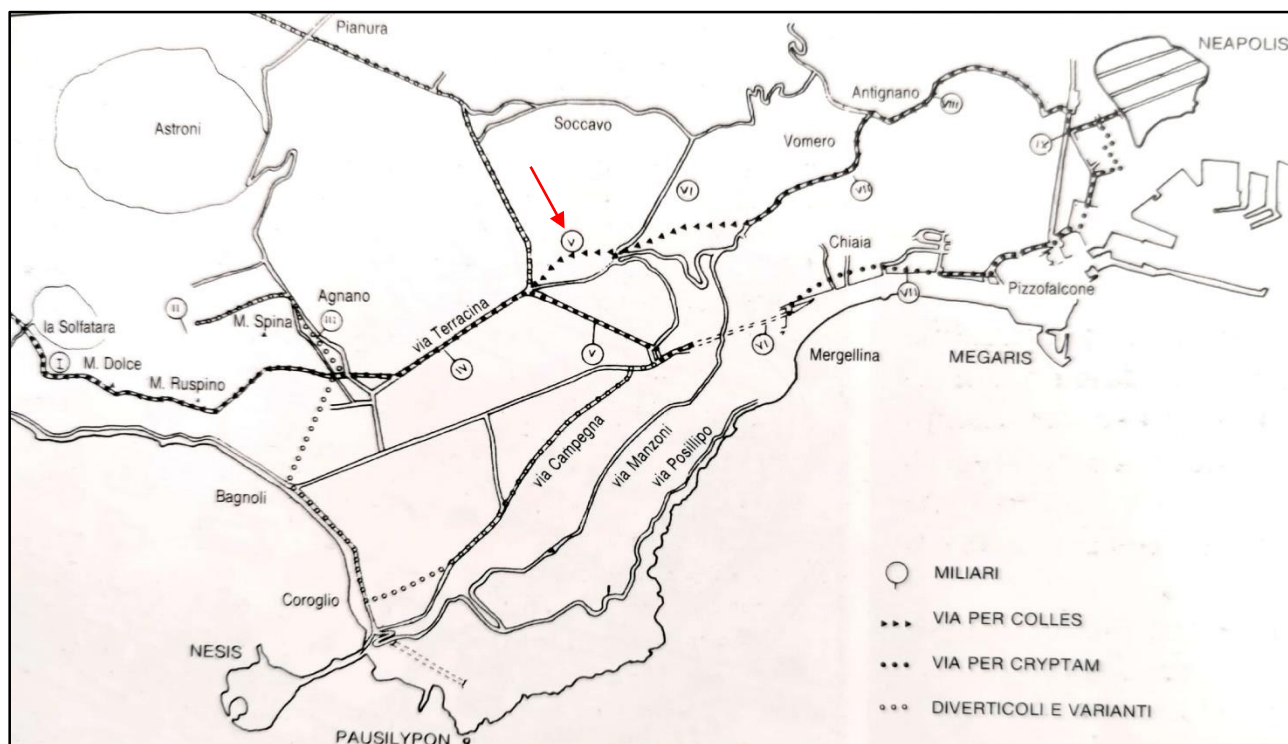 Pianura
NEAPOLIS
Antignano
VIII
Astroni
Soccavo
Vomero
IX
VI
VII
V
Chiaia
II
Agnano
III
M. Spina
la Solfatara
via Terracina
VII
Pizzofalcone
I
M. Dolce
IV
V
VI
Mergellina
MEGARIS
M. Ruspino
via Campegna
via Manzoni
via Posillipo
Bagnoli
MILIARI
Coroglio
VIA PER COLLES
NESIS
VIA PER CRYPTAM
DIVERTICOLI E VARIANTI
PAUSILYPON